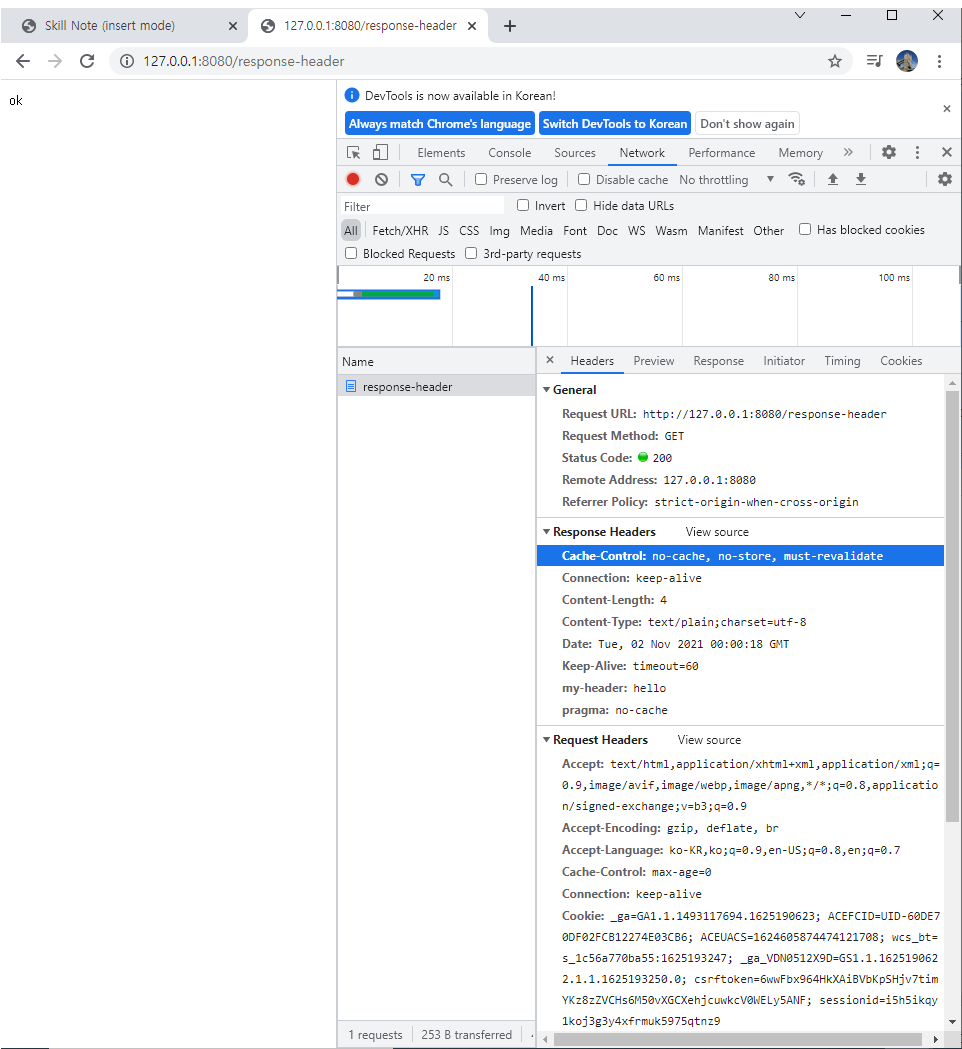 Skill Note (insert mode)
127.0.0.1:8080/response-header
127.0.0.1:8080/response-header
ok
DevTools is now available in Korean!
Always match Chrome's language Switch DevTools to Korean Don't show again
Elements Console Sources Network Performance Memory
Preserve log Disable cache No throttling
Filter Invert Hide data URLs
All Fetch/XHR JS CSS Img Media Font Doc WS Wasm Manifest Other Has blocked cookies
Blocked Requests 3rd-party requests
20 ms 40 ms 60 ms 80 ms 100 ms
Name
response-header
Headers Preview Response Initiator Timing Cookies
General
Request URL: http://127.0.0.1:8080/response-header
Request Method: GET
Status Code: 200
Remote Address: 127.0.0.1:8080
Referrer Policy: strict-origin-when-cross-origin
Response Headers View source
Cache-Control: no-cache, no-store, must-revalidate
Connection: keep-alive
Content-Length: 4
Content-Type: text/plain;charset=utf-8
Date: Tue, 02 Nov 2021 00:00:18 GMT
Keep-Alive: timeout=60
my-header: hello
pragma: no-cache
Request Headers View source
Accept: text/html,application/xhtml+xml,application/xml;q=
0.9,image/avif,image/webp,image/apng,*/*;q=0.8,applicatio
n/signed-exchange;v=b3;q=0.9
Accept-Encoding: gzip, deflate, br
Accept-Language: ko-KR,ko;q=0.9,en-US;q=0.8,en;q=0.7
Cache-Control: max-age=0
Connection: keep-alive
Cookie: _ga=GA1.1.1493117694.1625190623; ACEFCID=UID-60DE7
0DF02FCB12274E03CB6; ACEUACS=1624605874474121708; wcs_bt=
s_1c56a770ba55:1625193247; _ga_VDN0512X9D=GS1.1.162519062
2.1.1.1625193250.0; csrftoken=6wwFbx964HkXAiBVbKpSHjv7tim
YKz8zZVCHs6M50vXGCXehjcuwkcV0WELy5ANF; sessionid=i5h5ikqy
1koj3g3y4xfrmuk5975qtnz9
1 requests 253 B transferred